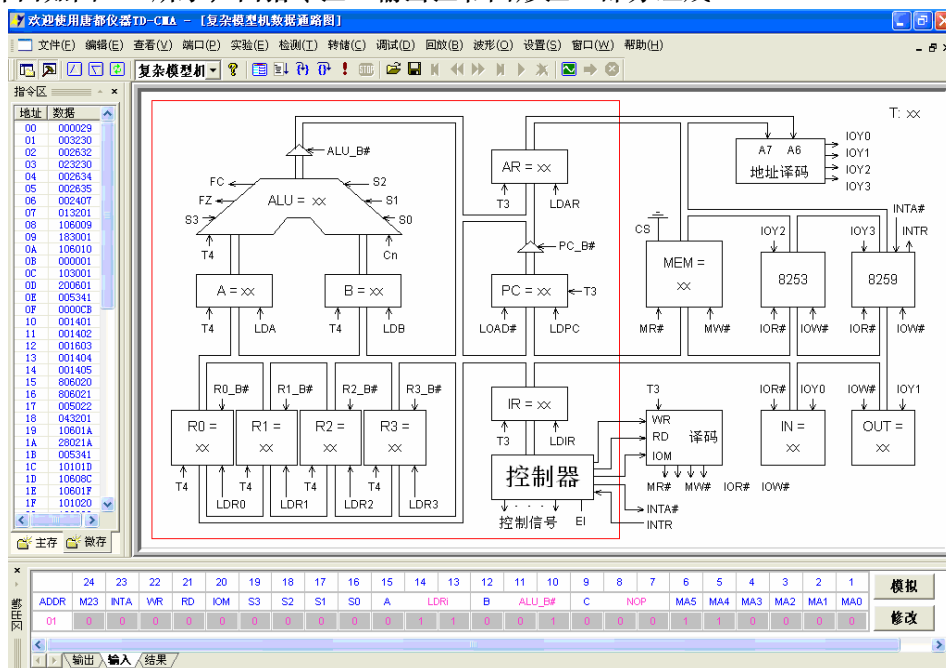 欢迎使用唐都仪器TD-CMA - [复杂模型机数据通路图]
文件(F) 编辑(E) 查看(V) 端口(P) 实验(E) 检测(T) 转储(C) 调试(D) 回放(B) 波形(O) 设置(S) 窗口(W) 帮助(H)
复杂模型机
指令区
地址 数据
00 000029
01 003230
02 002632
03 023230
04 002634
05 002635
06 002407
07 013201
08 106009
09 183001
0A 106010
0B 000001
0C 103001
0D 200601
0E 005341
0F 0000CB
10 001401
11 001402
12 001603
13 001404
14 001405
15 806020
16 806021
17 005022
18 043201
19 10601A
1A 28021A
1B 005341
1C 10101D
1D 10608C
1E 10601F
1F 101020
主存 微存
T: xx
ALU_B#
FC
FZ
S3
ALU = xx
S2
S1
S0
T4
Cn
A = xx
B = xx
T4 LDA T4 LDB
R0_B# R1_B# R2_B# R3_B#
R0 = xx
R1 = xx
R2 = xx
R3 = xx
T4 T4 T4 T4
LDR0 LDR1 LDR2 LDR3
AR = xx
T3 LDAR
PC_B#
PC = xx
T3
LOAD# LDPC
IR = xx
T3 LDIR
控制器
控制信号 EI
T3
WR
RD
IOM
译码
MR# MW# IOR# IOW#
INTA#
INTR
CS
MEM = xx
MR# MW#
A7 A6
地址译码
IOY0
IOY1
IOY2
IOY3
IOY2
8253
IOR# IOW#
IOY3
INTA#
INTR
8259
IOR# IOW#
IOR# IOY0
IN = xx
IOW# IOY1
OUT = xx
输出区
24 23 22 21 20 19 18 17 16 15 14 13 12 11 10 9 8 7 6 5 4 3 2 1
ADDR M23 INTA WR RD IOM S3 S2 S1 S0 A LDRi B ALU_B# C NOP MA5 MA4 MA3 MA2 MA1 MA0
01 0 0 0 0 0 0 0 0 0 0 1 1 0 0 1 0 0 0 1 1 0 0 0 0
模拟
修改
输出 输入 结果